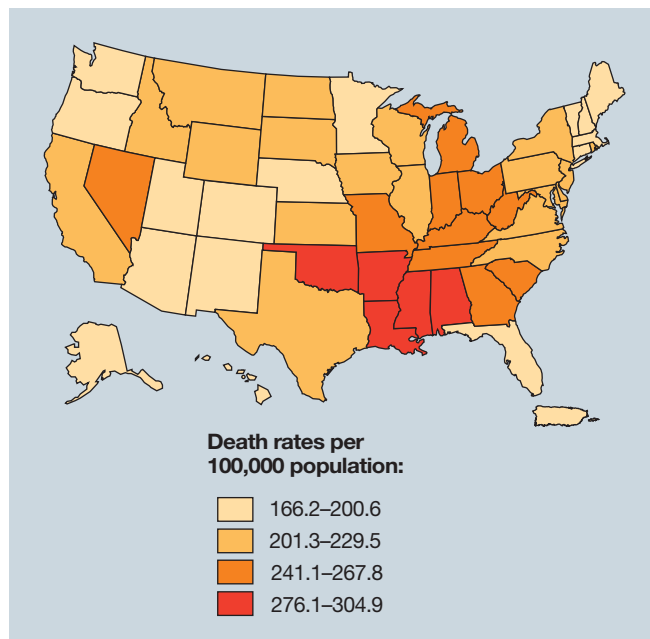 Death rates per
100,000 population:
166.2–200.6
201.3–229.5
241.1–267.8
276.1–304.9